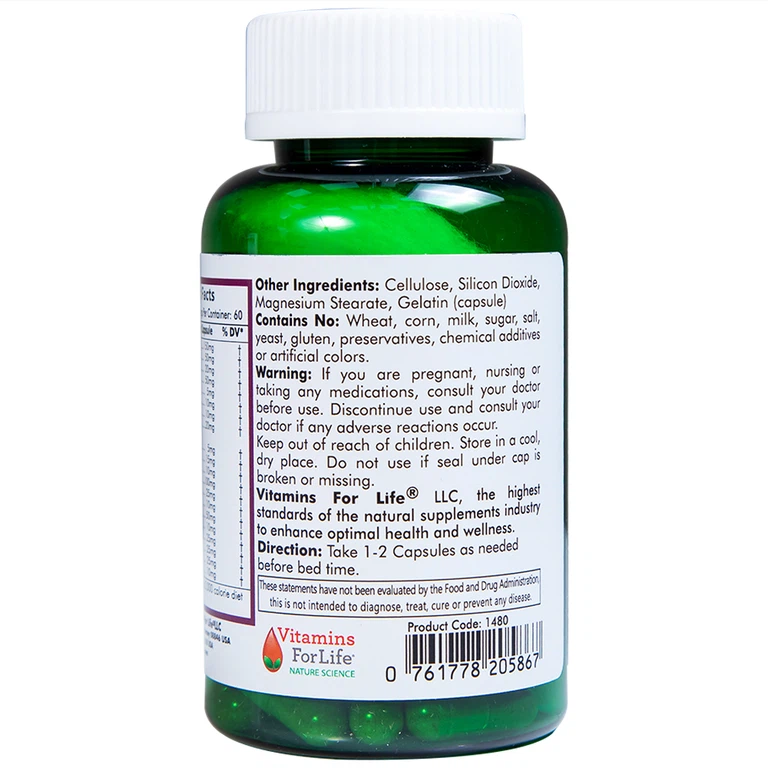 Facts
per Container: 60
Capsule % DV*
Other Ingredients: Cellulose, Silicon Dioxide,
Magnesium Stearate, Gelatin (capsule)
Contains No: Wheat, corn, milk, sugar, salt,
yeast, gluten, preservatives, chemical additives
or artificial colors.
Warning: If you are pregnant, nursing or
taking any medications, consult your doctor
before use. Discontinue use and consult your
doctor if any adverse reactions occur.
Keep out of reach of children. Store in a cool,
dry place. Do not use if seal under cap is
broken or missing.
Vitamins For Life® LLC, the highest
standards of the natural supplements industry
to enhance optimal health and wellness.
Direction: Take 1-2 Capsules as needed
before bed time.
These statements have not been evaluated by the Food and Drug Administration,
this is not intended to diagnose, treat, cure or prevent any disease.
calorie diet
LLC
USA
Product Code: 1480
Vitamins
ForLife
NATURE SCIENCE
0 761778 205867